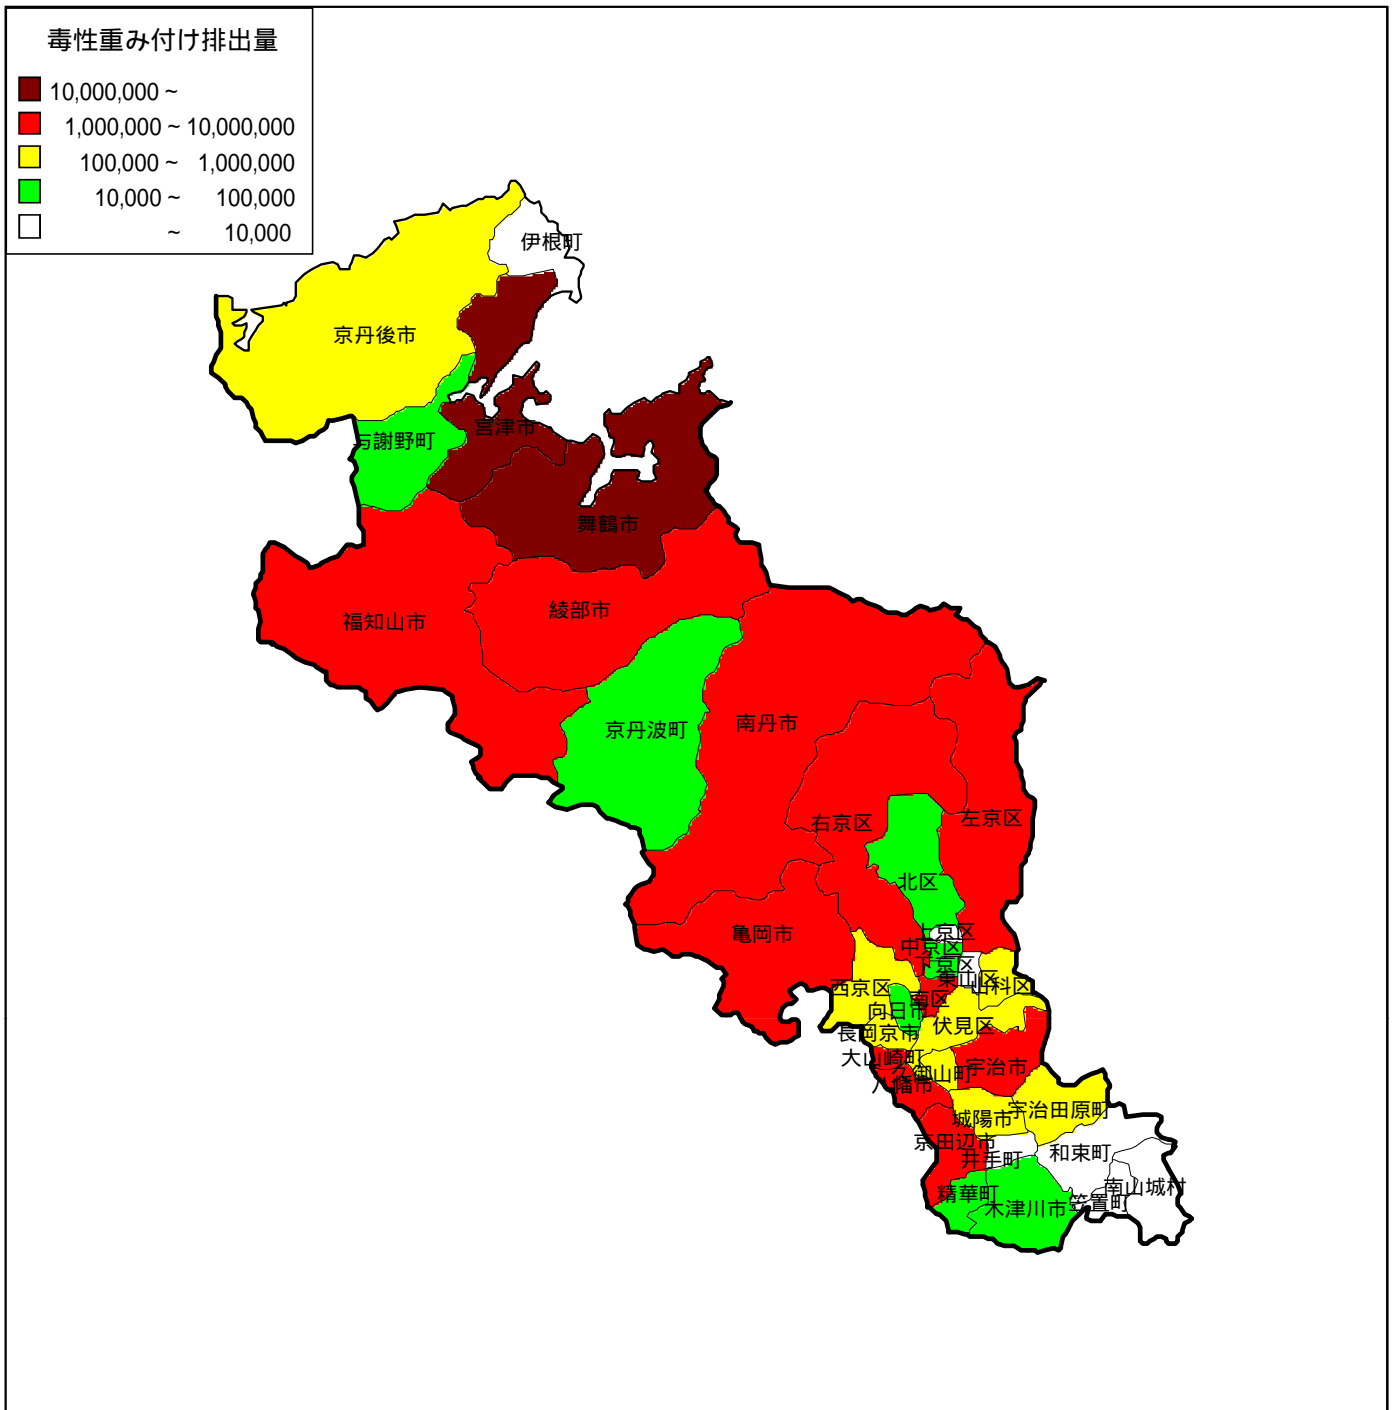 毒性重み付け排出量
10,000,000 ~
1,000,000 ~ 10,000,000
100,000 ~ 1,000,000
10,000 ~ 100,000
~ 10,000
伊根町
京丹後市
宮津市
与謝野町
舞鶴市
綾部市
福知山市
南丹市
京丹波町
左京区
右京区
北区
上京区
亀岡市
中京区
下京区
東山区
山科区
西京区
南区
向日市
伏見区
長岡京市
大山崎町
宇治市
久御山町
八幡市
宇治田原町
城陽市
京田辺市
和束町
井手町
南山城村
精華町
笠置町
木津川市